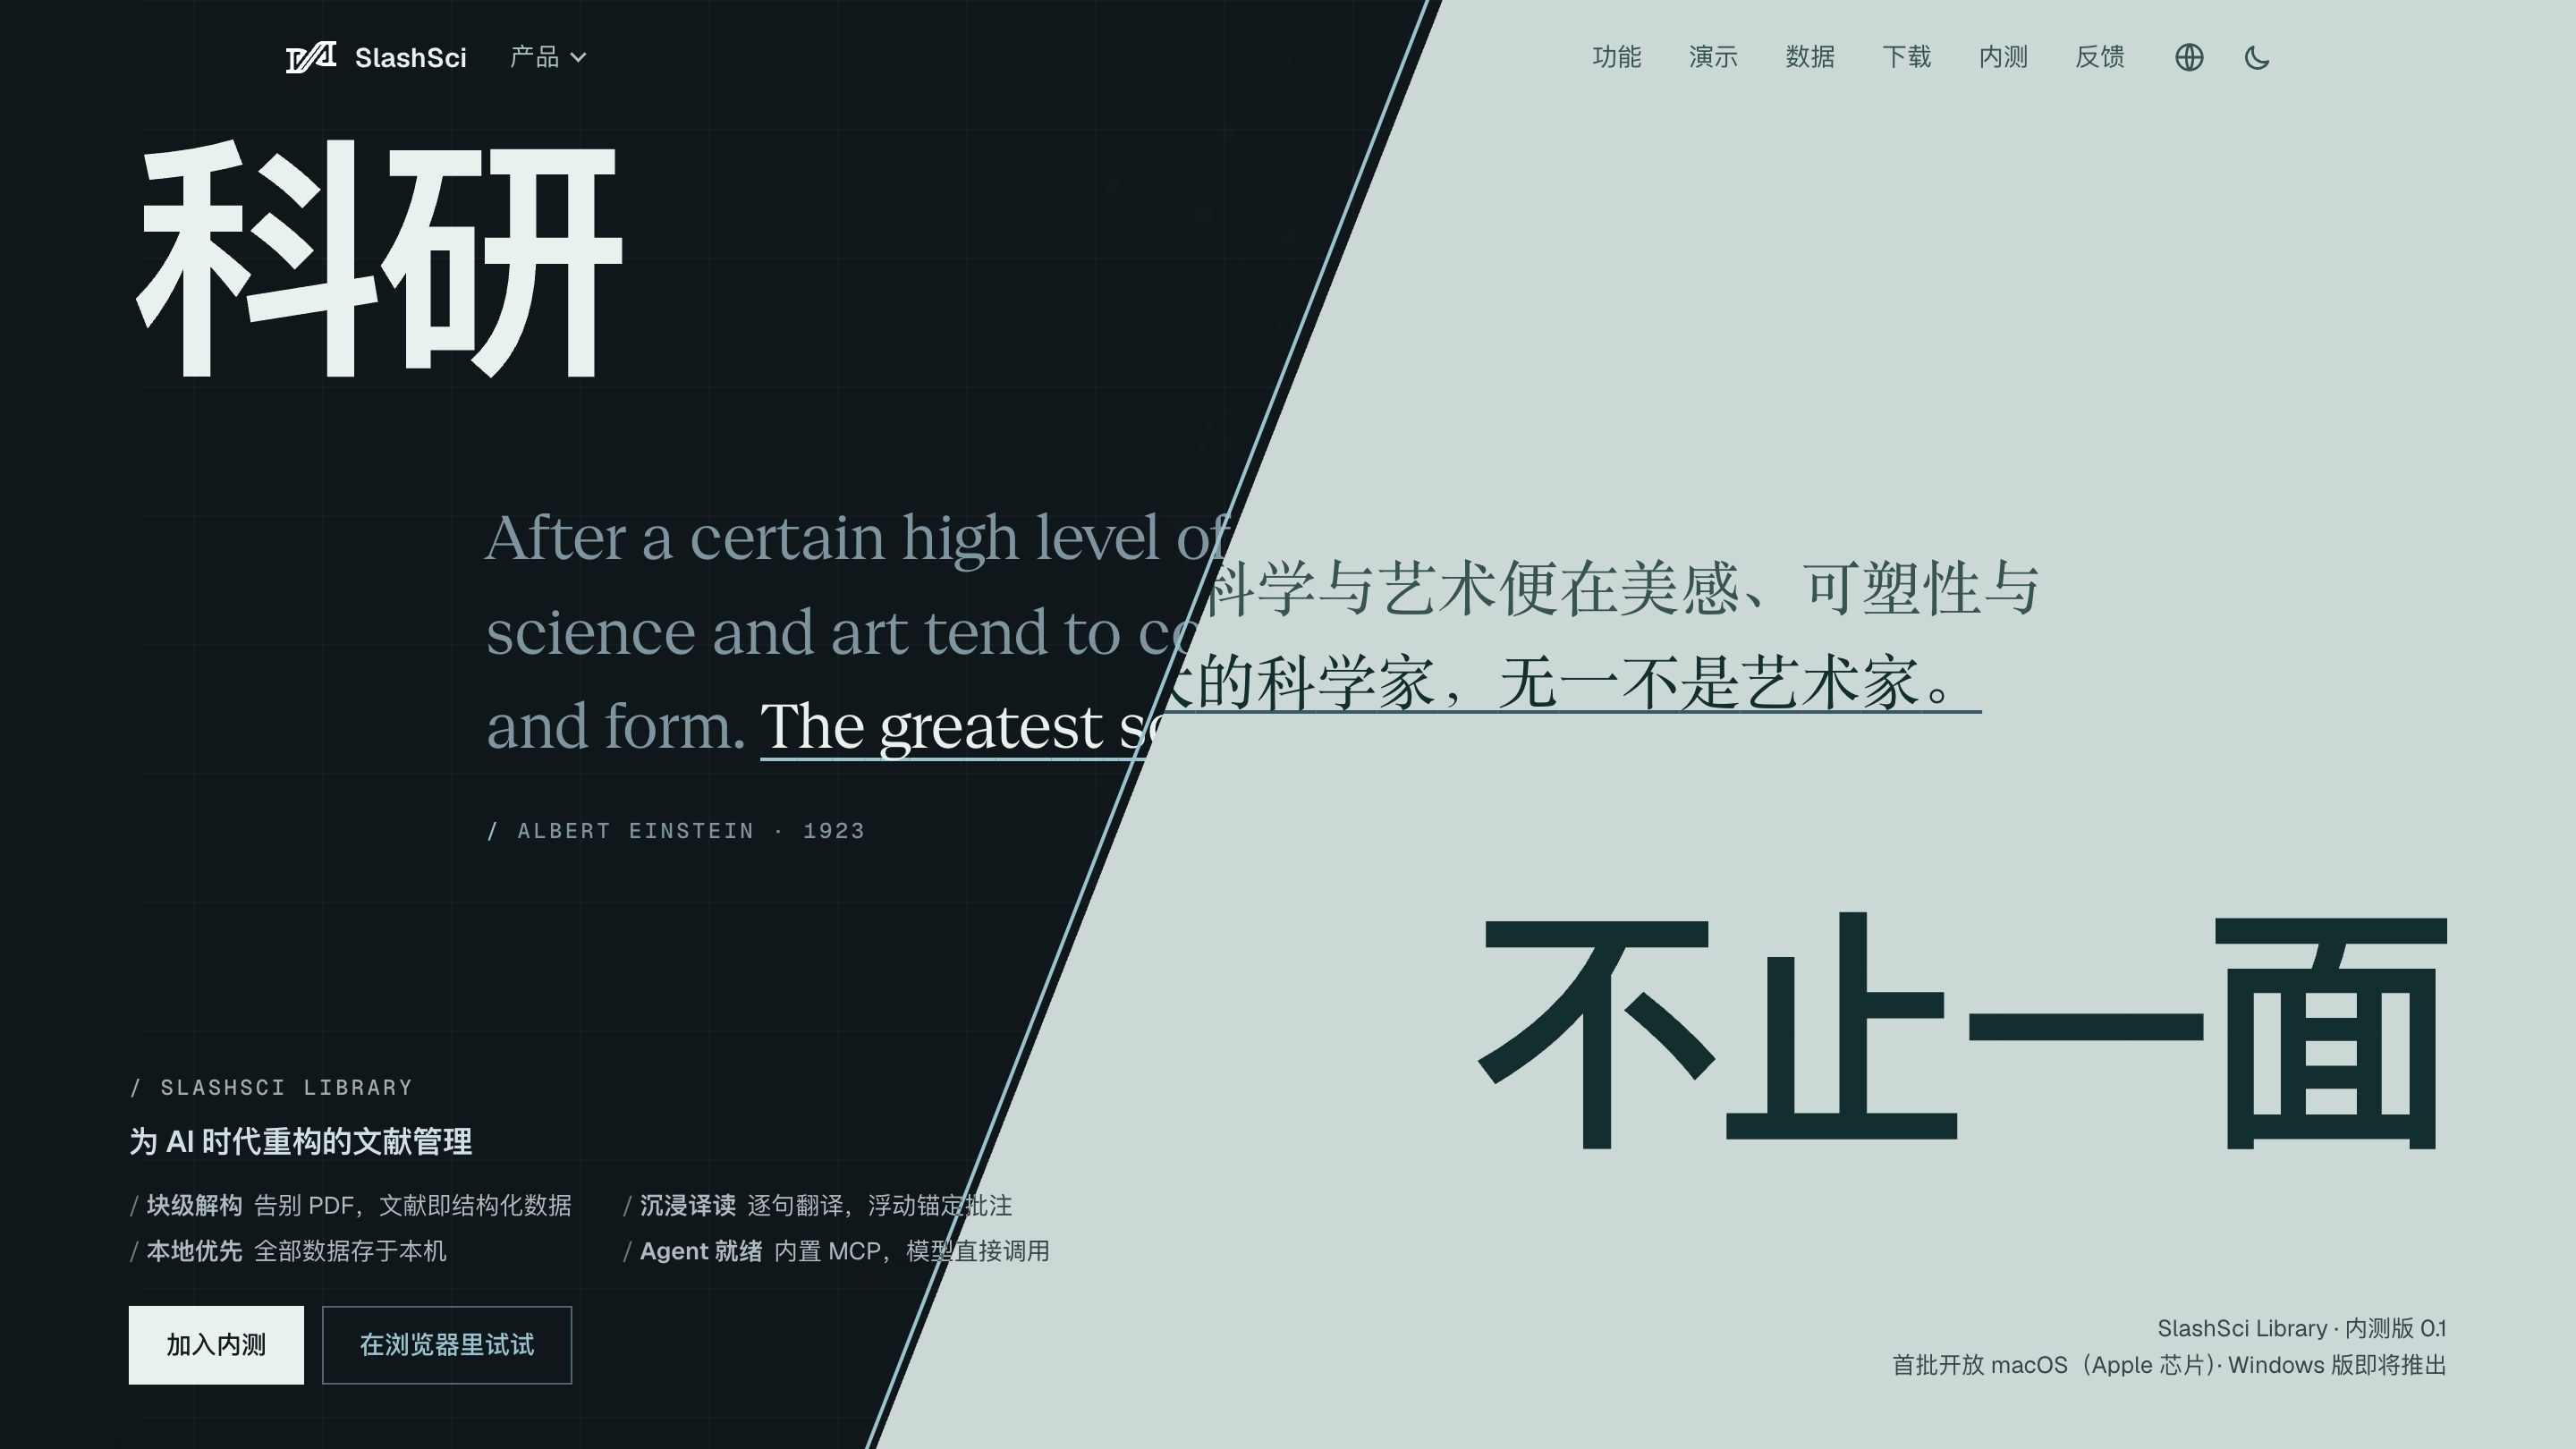 SlashSci 产品
功能 演示 数据 下载 内测 反馈
科研
After a certain high level of
科学与艺术便在美感、可塑性与
science and art tend to
的科学家，无一不是艺术家。
and form. The greatest
/ ALBERT EINSTEIN · 1923
不止一面
/ SLASHSCI LIBRARY
为 AI 时代重构的文献管理
/ 块级解构 告别 PDF，文献即结构化数据
/ 沉浸译读 逐句翻译，浮动锚定批注
/ 本地优先 全部数据存于本机
/ Agent 就绪 内置 MCP，模型直接调用
加入内测
在浏览器里试试
SlashSci Library · 内测版 0.1
首批开放 macOS（Apple 芯片）· Windows 版即将推出